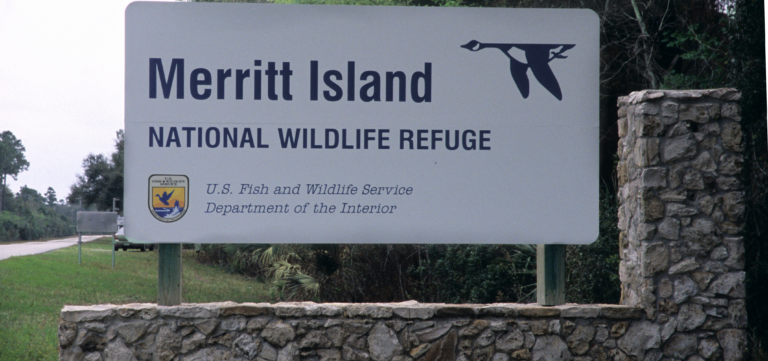 Merritt Island
NATIONAL WILDLIFE REFUGE
U.S. Fish and Wildlife Service
Department of the Interior